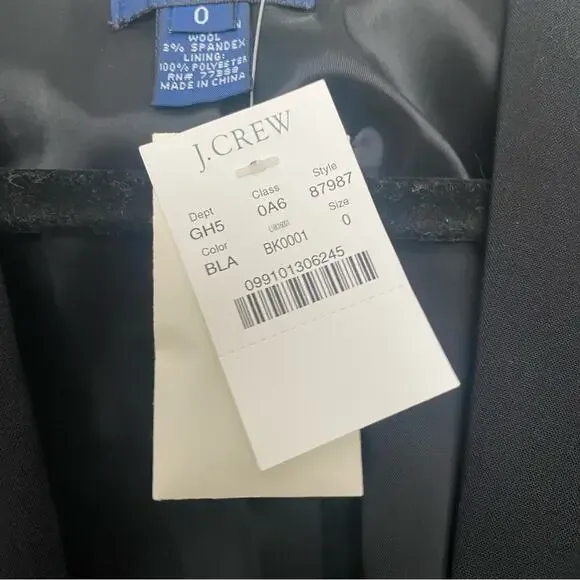 0
WOOL
3% SPANDEX
LINING:
100% POLYESTER
RN# 77388
MADE IN CHINA
J.CREW
Dept Class Style
GH5 0A6 87987
Color Size
BLA BK0001 0
099101306245